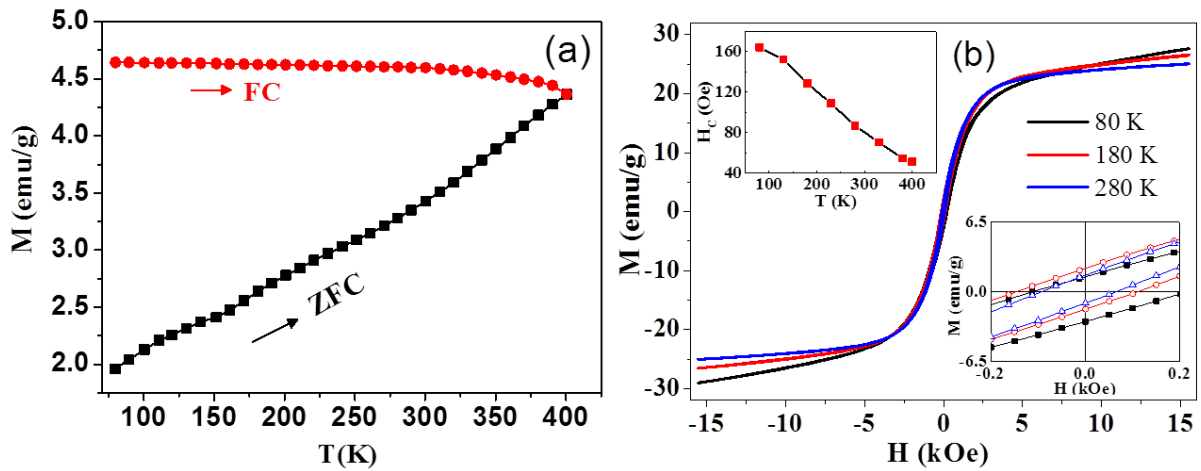 (a)
5.0
4.5
4.0
3.5
3.0
2.5
2.0
M (emu/g)
FC
ZFC
100 150 200 250 300 350 400
T(K)
(b)
30
20
10
0
-10
-20
-30
M (emu/g)
160
120
80
40
H_C (Oe)
100 200 300 400
T (K)
80 K
180 K
280 K
6.5
0.0
-6.5
M (emu/g)
-0.2 0.0 0.2
H (kOe)
-15 -10 -5 0 5 10 15
H (kOe)